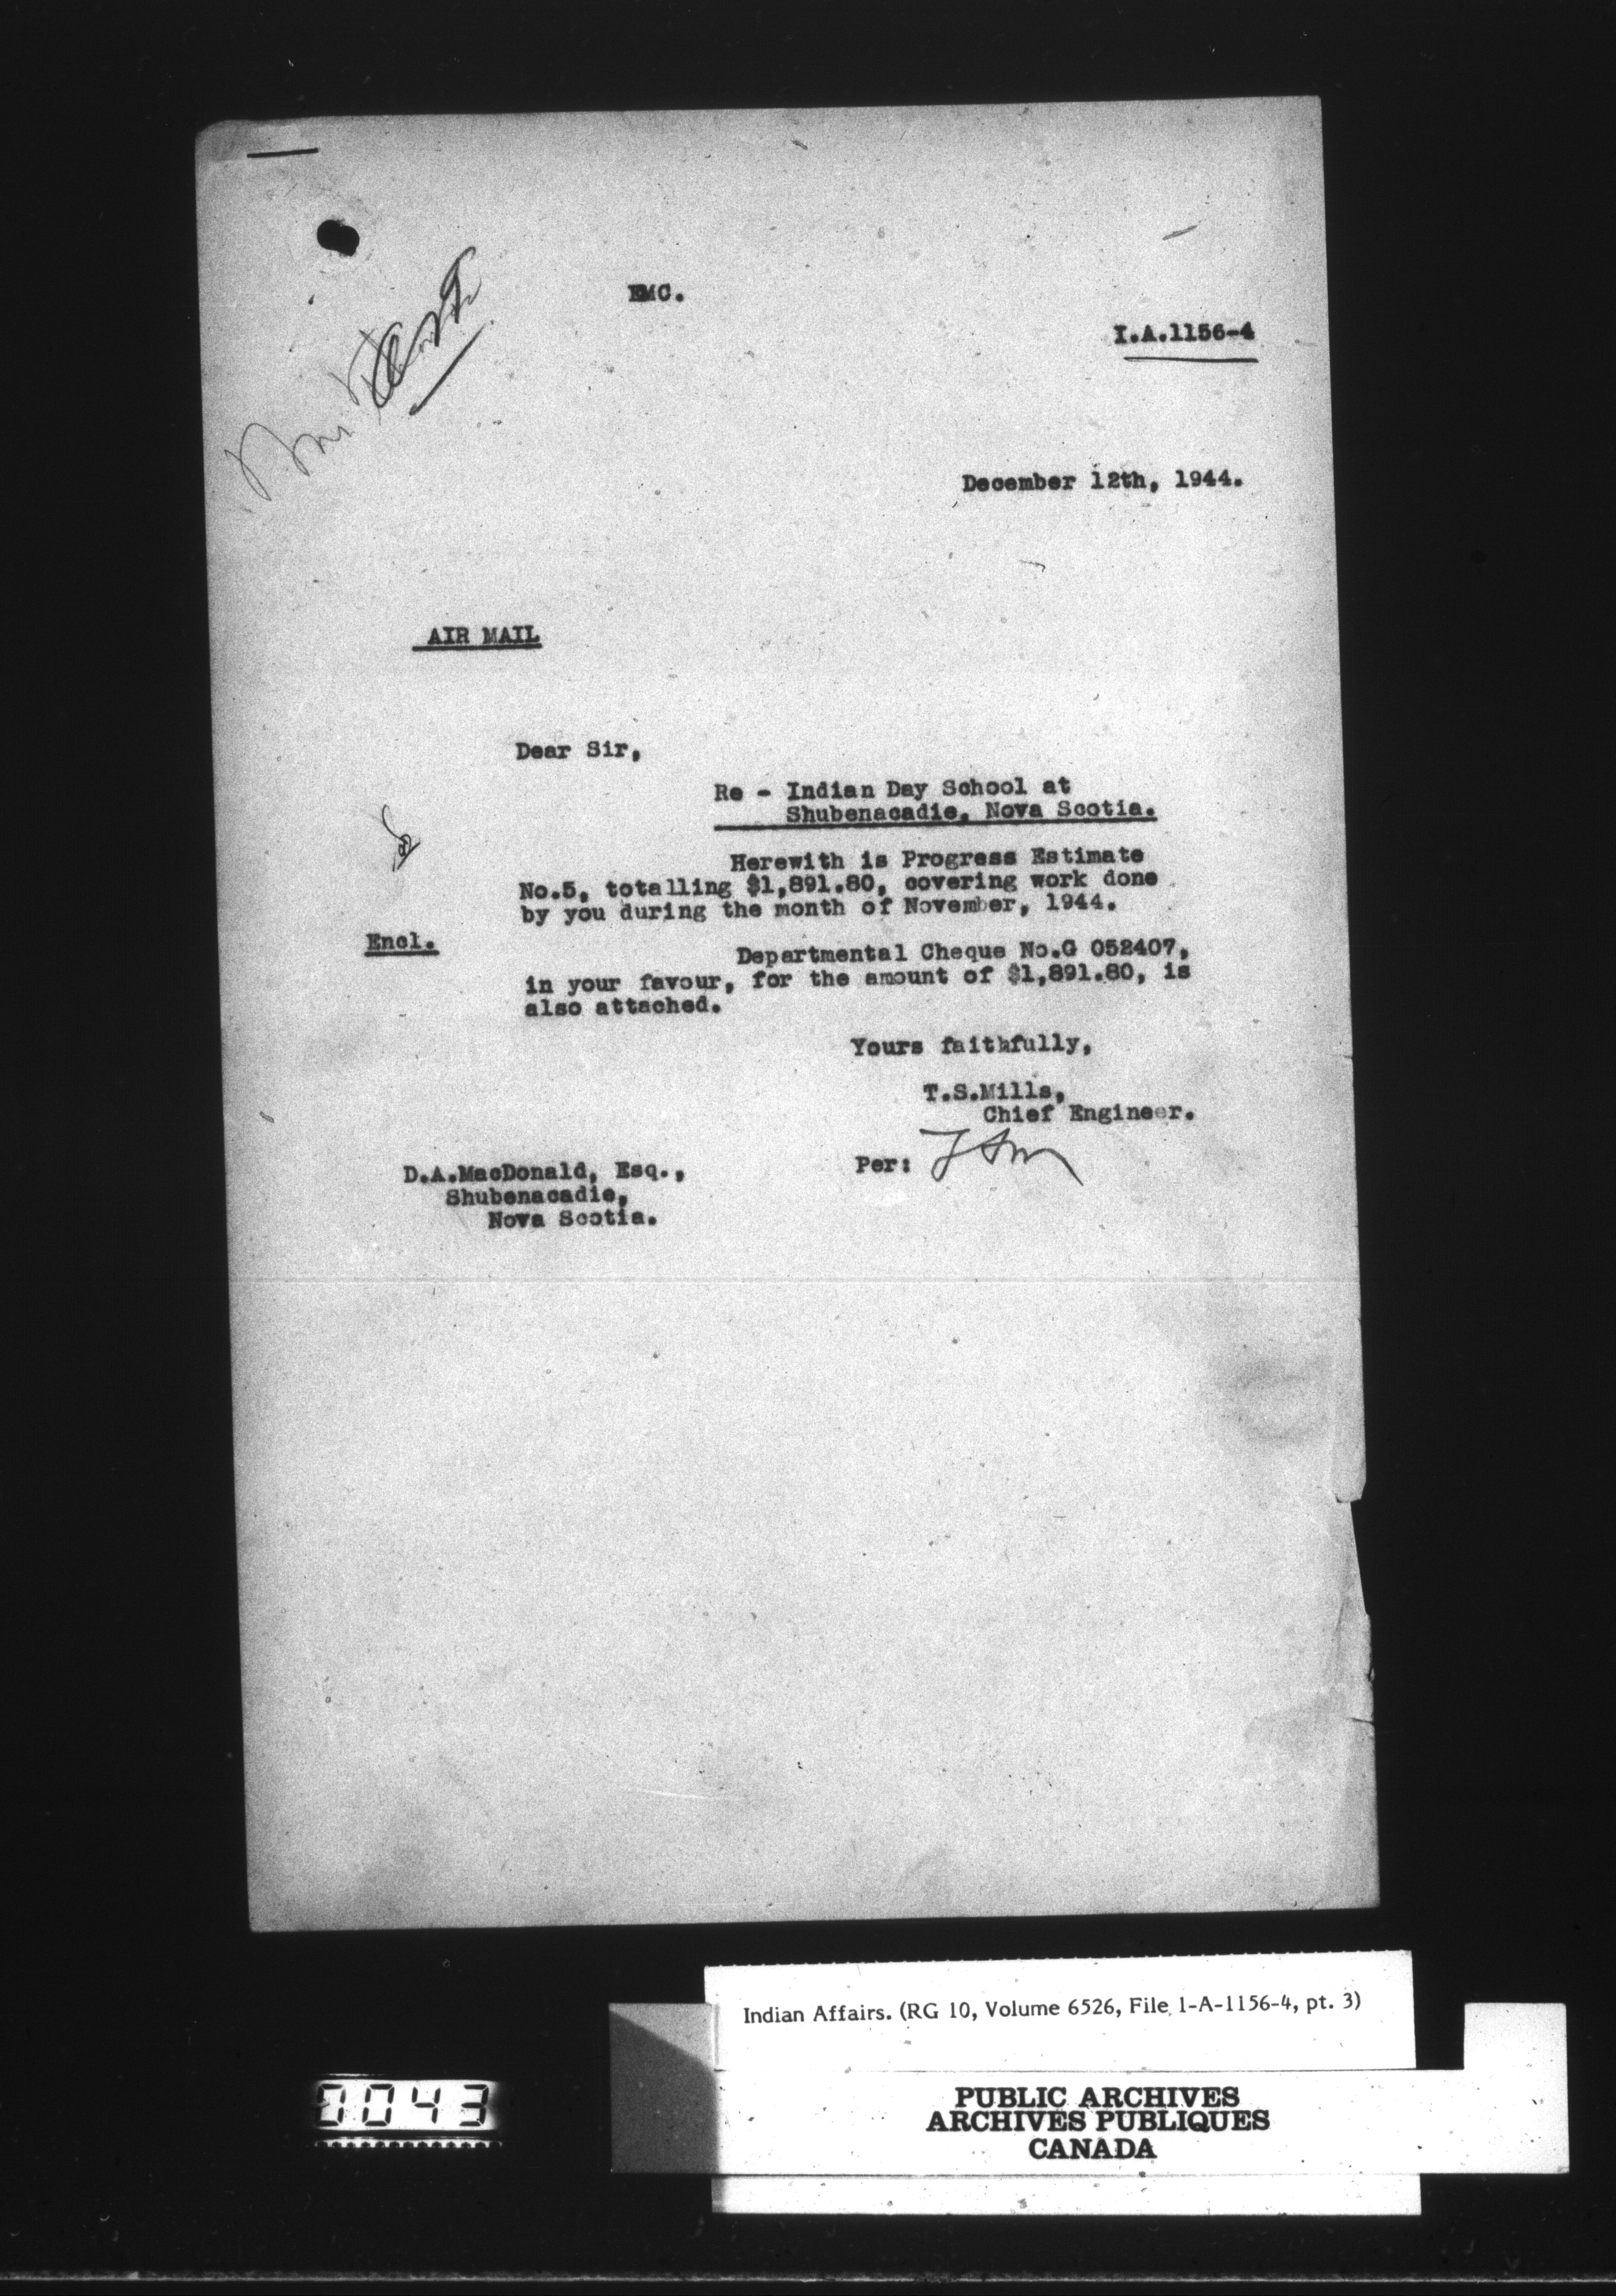 EMC.
I.A.1156-4
December 12th, 1944.
AIR MAIL
Dear Sir,
Re - Indian Day School at
Shubenacadie, Nova Scotia.
Herewith is Progress Estimate
No.5, totalling $1,891.80, covering work done
by you during the month of November, 1944.
Encl.
Departmental Cheque No.G 052407,
in your favour, for the amount of $1,891.80, is
also attached.
Yours faithfully,
T.S.Mills,
Chief Engineer.
Per: TSM
D.A.MacDonald, Esq.,
Shubenacadie,
Nova Scotia.
Indian Affairs. (RG 10, Volume 6526, File 1-A-1156-4, pt. 3)
PUBLIC ARCHIVES
ARCHIVES PUBLIQUES
CANADA
0043